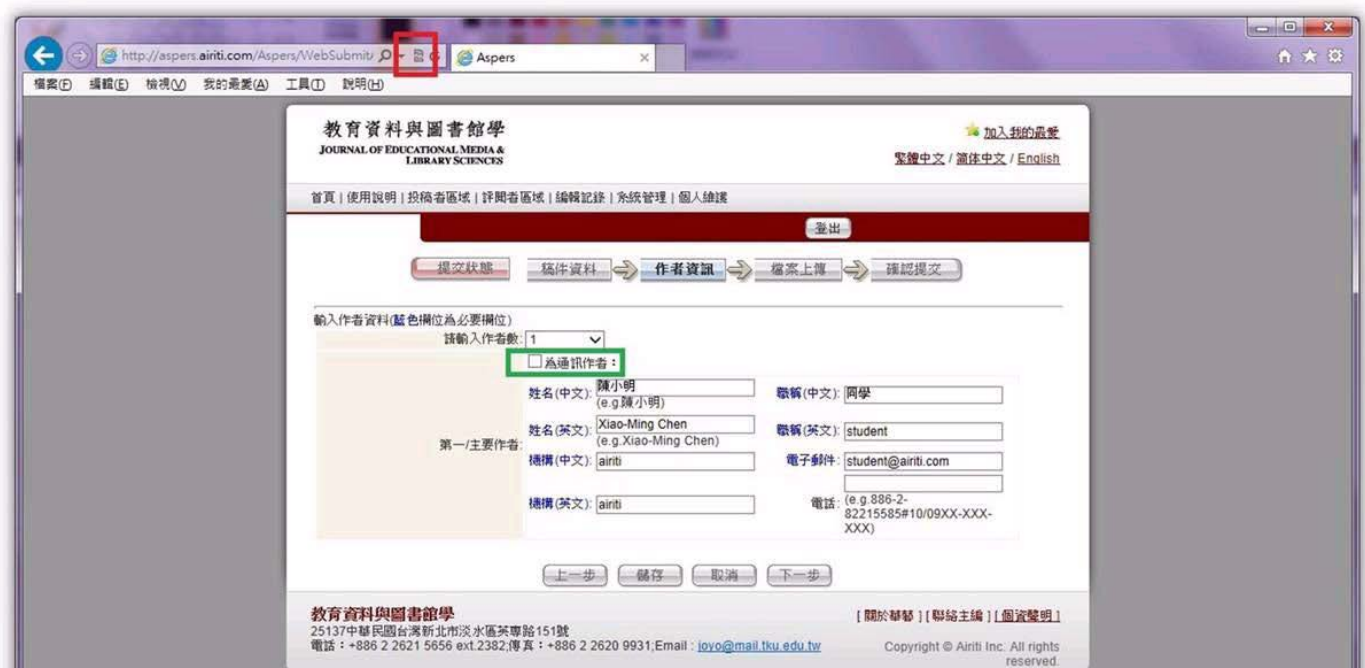 http://aspers.airiti.com/Aspers/WebSubmit/
Aspers
檔案(F) 編輯(E) 檢視(V) 我的最愛(A) 工具(T) 說明(H)
教育資料與圖書館學
JOURNAL OF EDUCATIONAL MEDIA &
LIBRARY SCIENCES
加入我的最愛
繁體中文 / 简体中文 / English
首頁 | 使用說明 | 投稿者區域 | 評閱者區域 | 編輯記錄 | 系統管理 | 個人維護
登出
提交狀態 稿件資料 作者資訊 檔案上傳 確認提交
輸入作者資料(藍色欄位為必要欄位)
請輸入作者數: 1
為通訊作者：
第一/主要作者:
姓名(中文): 陳小明 職稱(中文): 同學
(e.g.陳小明)
姓名(英文): Xiao-Ming Chen 職稱(英文): student
(e.g.Xiao-Ming Chen)
機構(中文): airiti 電子郵件: student@airiti.com
機構(英文): airiti 電話: (e.g.886-2-
82215585#10/09XX-XXX-
XXX)
上一步 儲存 取消 下一步
教育資料與圖書館學
[ 關於華藝 ] [ 聯絡主編 ] [ 個資聲明 ]
25137中華民國台灣新北市淡水區英專路151號
電話：+886 2 2621 5656 ext.2382;傳真：+886 2 2620 9931;Email : joyo@mail.tku.edu.tw
Copyright © Airiti Inc. All rights
reserved.